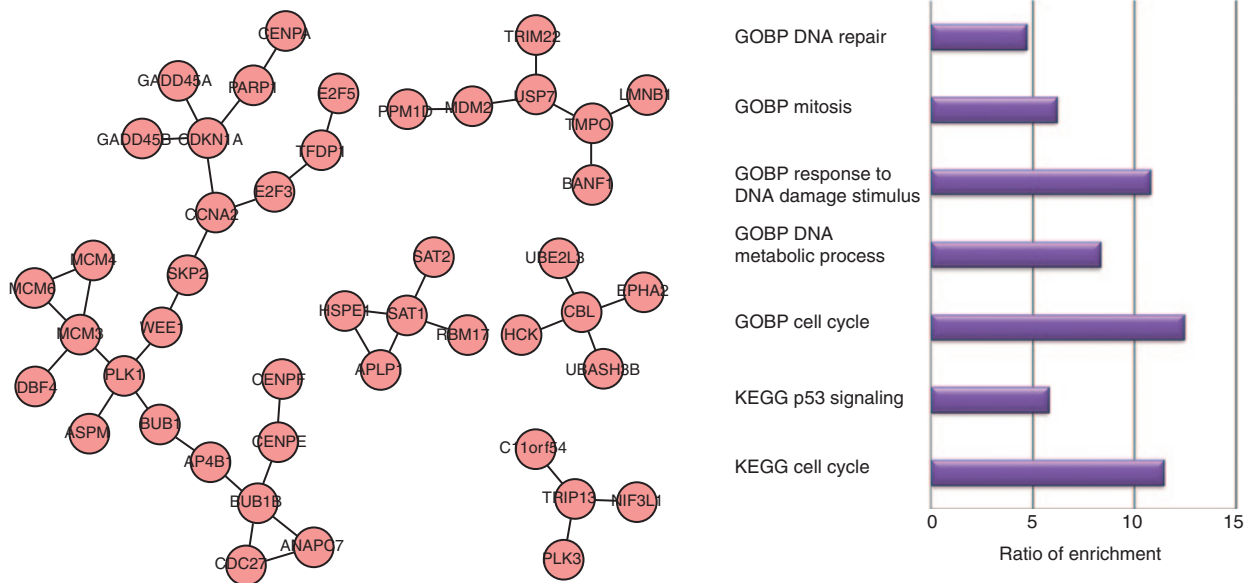 CENPA
GADD45A
PARP1
E2F5
GADD45B
CDKN1A
TFDP1
E2F3
CCNA2
MCM4
SKP2
MCM6
MCM3
WEE1
PLK1
DBF4
ASPM
BUB1
CENPF
AP4B1
CENPE
BUB1B
ANAPC7
CDC27
TRIM22
PPM1D
MDM2
USP7
LMNB1
TMPO
BANF1
SAT2
HSPE1
SAT1
RBM17
APLP1
UBE2L3
EPHA2
CBL
HCK
UBASH3B
C11orf54
TRIP13
NIF3L1
PLK3
GOBP DNA repair
GOBP mitosis
GOBP response to
DNA damage stimulus
GOBP DNA
metabolic process
GOBP cell cycle
KEGG p53 signaling
KEGG cell cycle
0 5 10 15
Ratio of enrichment